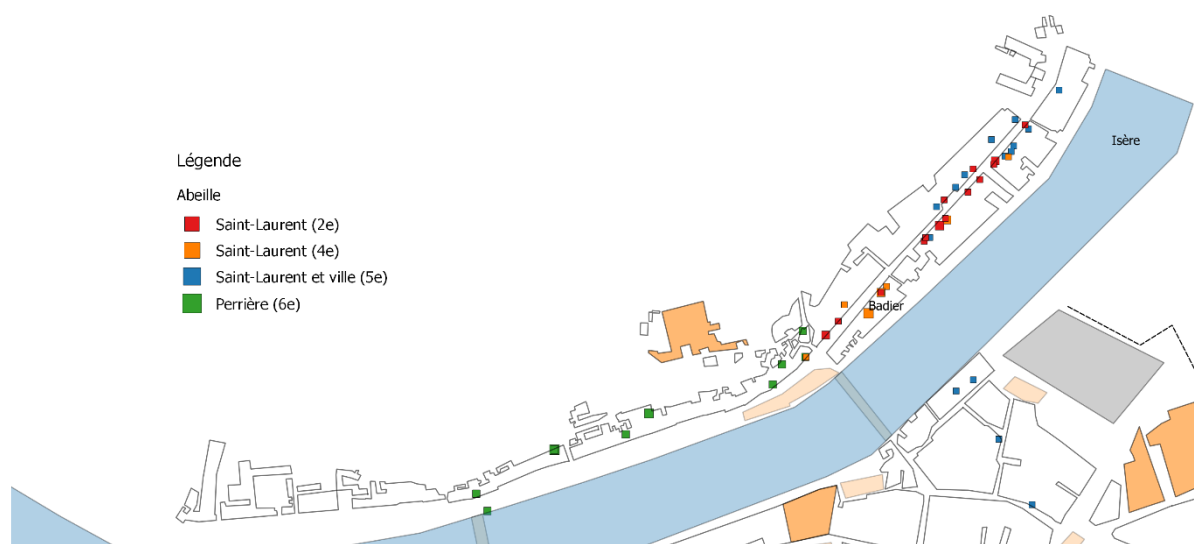 Isère
Légende
Abeille
Saint-Laurent (2e)
Saint-Laurent (4e)
Saint-Laurent et ville (5e)
Perrière (6e)
Badier